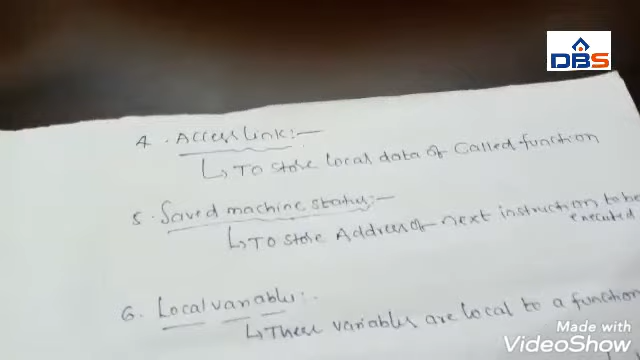 DBS
4. Access link:-
↳ To store local data of called function
5. Saved machine status:-
↳ To store Address of next instruction to be
executed
6. Local variables:-
↳ These variables are local to a function
Made with
VideoShow